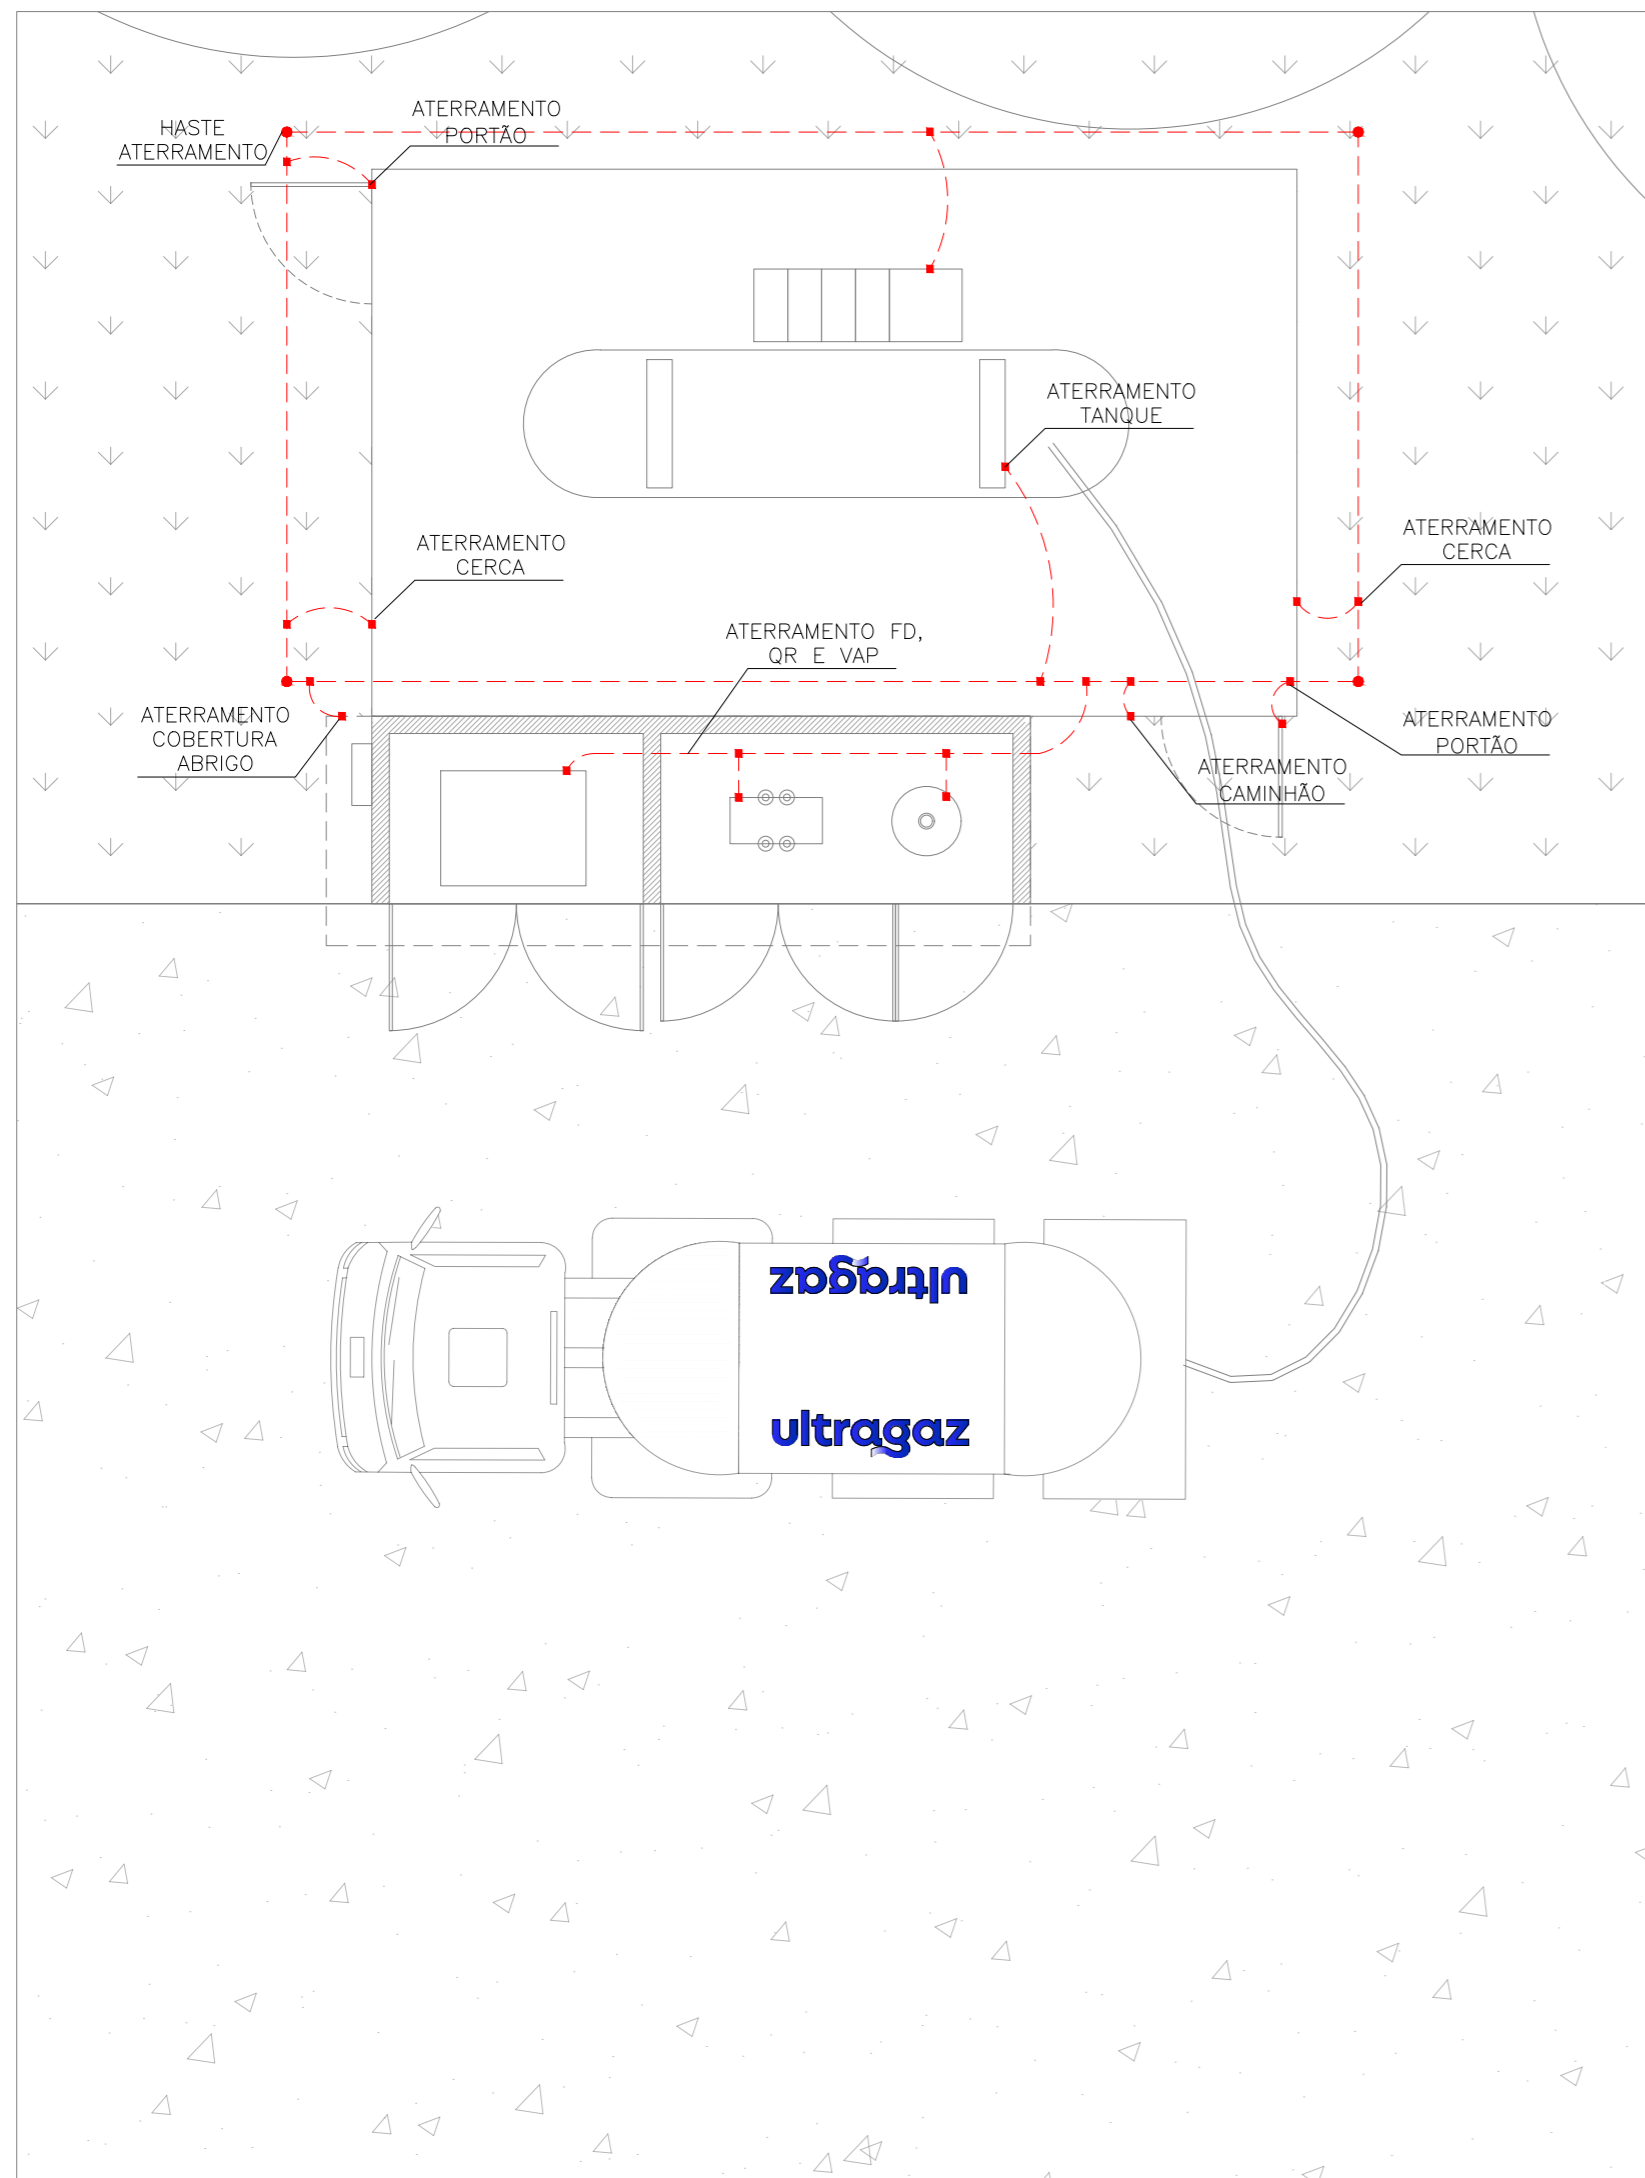 ATERRAMENTO
PORTÃO
HASTE
ATERRAMENTO
ATERRAMENTO
TANQUE
ATERRAMENTO
CERCA
ATERRAMENTO
CERCA
ATERRAMENTO FD,
QR E VAP
ATERRAMENTO
COBERTURA
ABRIGO
ATERRAMENTO
PORTÃO
ATERRAMENTO
CAMINHÃO
ultragaz
ultragaz